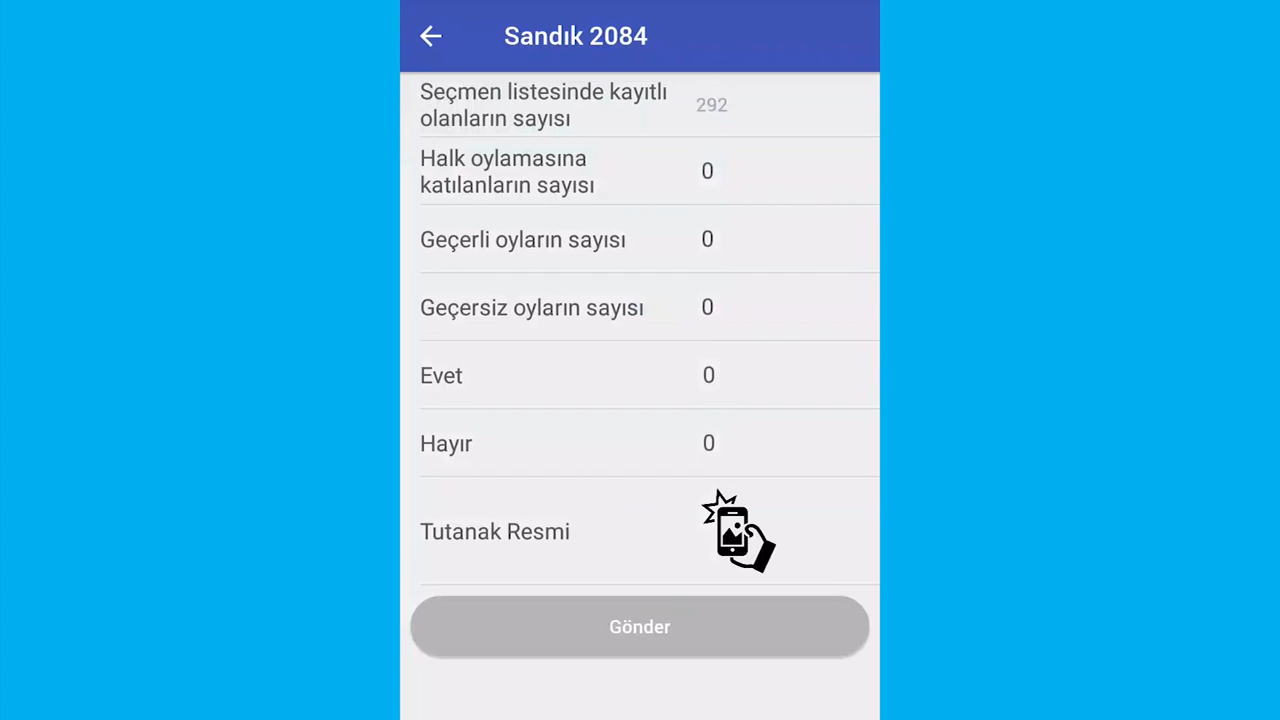 Sandık 2084
Seçmen listesinde kayıtlı
olanların sayısı
292
Halk oylamasına
katılanların sayısı
0
Geçerli oyların sayısı
0
Geçersiz oyların sayısı
0
Evet
0
Hayır
0
Tutanak Resmi
Gönder